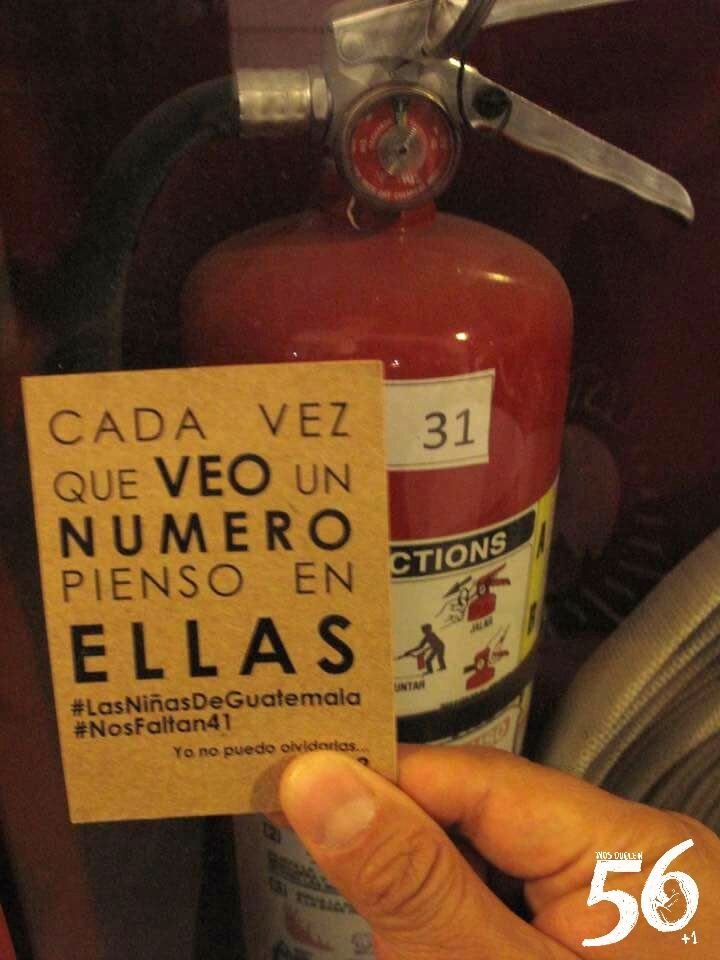 CADA VEZ
QUE VEO UN
NUMERO
PIENSO EN
ELLAS
#LasNiñasDeGuatemala
#NosFaltan41
Yo no puedo olvidarlas...
31
CTIONS
A
B
JALAR
UNTAR
NOS DUELEN
56
+1